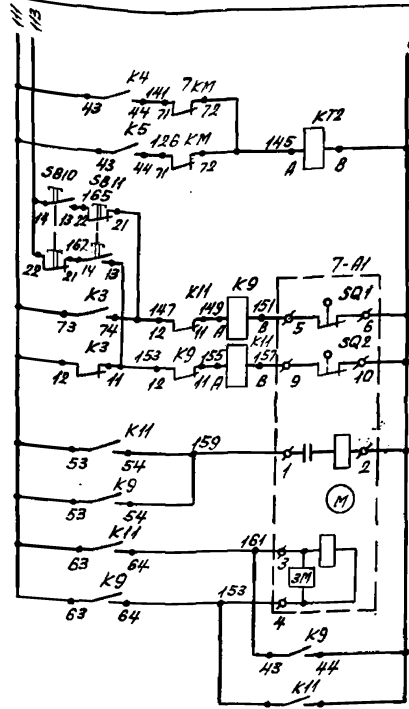 111
113
K4
43
44
141
71
7KM
72
K5
43
44
126
71
KM
72
145
A
KT2
B
SB10
14
13
22
165
SB11
21
22
21
167
14
13
K3
73
74
147
12
K11
11
149
A
K9
B
151
5
7-A1
SQ1
6
K3
12
11
153
12
K9
11
155
A
K11
B
157
9
SQ2
10
K11
53
54
159
1
2
K9
53
54
M
K11
63
64
161
3
ЭМ
K9
63
64
153
4
K9
43
44
K11